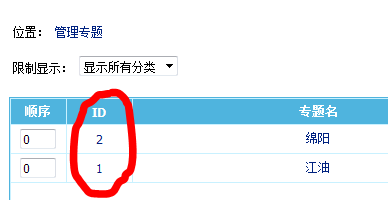 位置： 管理专题
限制显示： 显示所有分类
顺序 ID 专题名
0 2 绵阳
0 1 江油